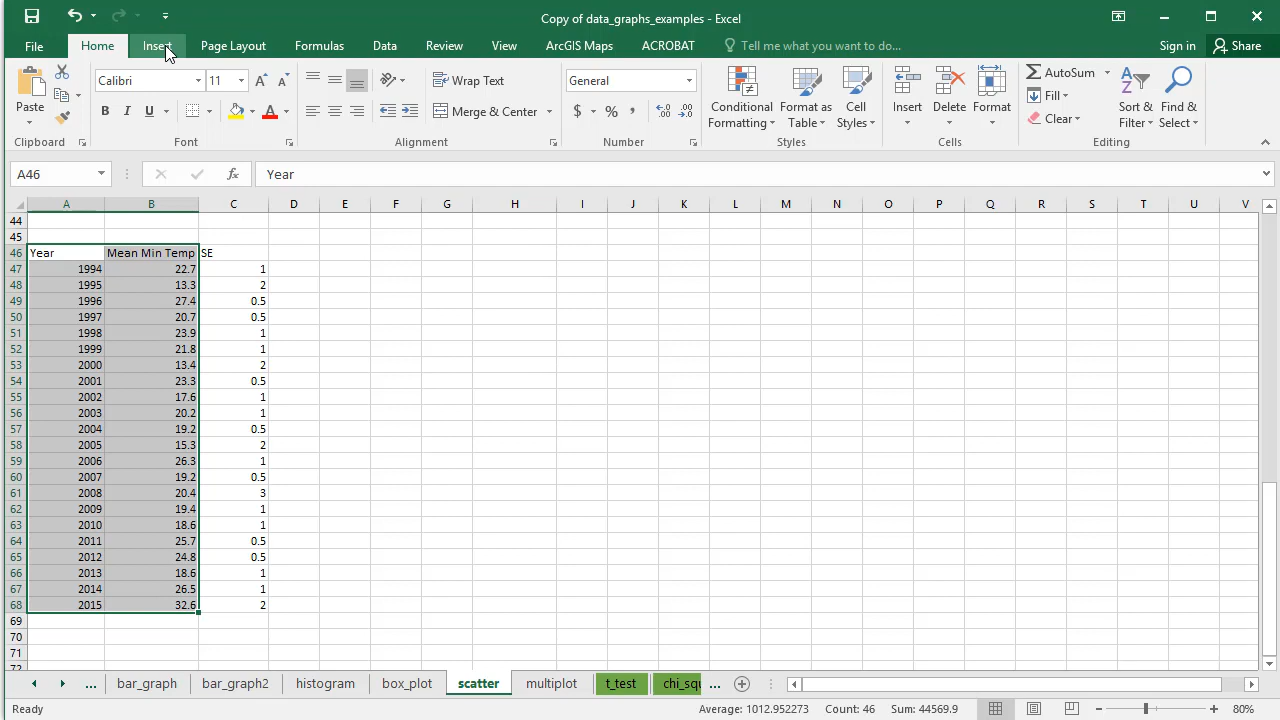 Copy of data_graphs_examples - Excel
File Home Insert Page Layout Formulas Data Review View ArcGIS Maps ACROBAT Tell me what you want to do... Sign in Share
Paste
Calibri 11
Wrap Text
Merge & Center
General
$ % ,
Conditional Formatting
Format as Table
Cell Styles
Insert
Delete
Format
AutoSum
Fill
Clear
Sort & Filter
Find & Select
B I U
Clipboard Font Alignment Number Styles Cells Editing
A46 fx Year
A B C D E F G H I J K L M N O P Q R S T U V
44
45
46 Year Mean Min Temp SE
47 1994 22.7 1
48 1995 13.3 2
49 1996 27.4 0.5
50 1997 20.7 0.5
51 1998 23.9 1
52 1999 21.8 1
53 2000 13.4 2
54 2001 23.3 0.5
55 2002 17.6 1
56 2003 20.2 1
57 2004 19.2 0.5
58 2005 15.3 2
59 2006 26.3 1
60 2007 19.2 0.5
61 2008 20.4 3
62 2009 19.4 1
63 2010 18.6 1
64 2011 25.7 0.5
65 2012 24.8 0.5
66 2013 18.6 1
67 2014 26.5 1
68 2015 32.6 2
69
70
71
72
... bar_graph bar_graph2 histogram box_plot scatter multiplot t_test chi_squ ...
Ready Average: 1012.952273 Count: 46 Sum: 44569.9 80%